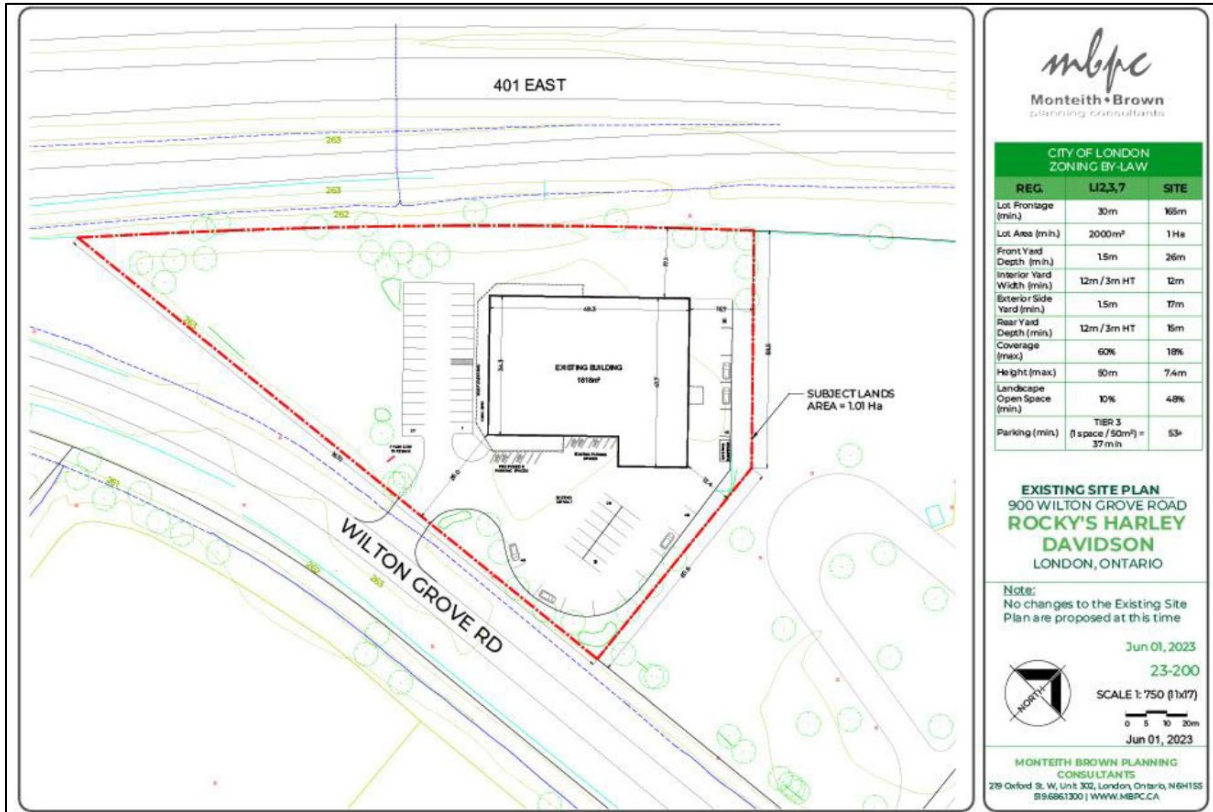 401 EAST
263
263
262
261
EXISTING BUILDING
1816m²
SUBJECT LANDS
AREA = 1.01 Ha
WILTON GROVE RD
262
263
mbpc
Monteith•Brown
planning consultants
CITY OF LONDON
ZONING BY-LAW
REG. LI2,3,7 SITE
Lot Frontage (min.) 30m 165m
Lot Area (min.) 2000m² 1 Ha
Front Yard Depth (min.) 1.5m 26m
Interior Yard Width (min.) 1.2m / 3m HT 12m
Exterior Side Yard (min.) 1.5m 17m
Rear Yard Depth (min.) 1.2m / 3m HT 15m
Coverage (max.) 60% 18%
Height (max.) 50m 7.4m
Landscape Open Space (min.) 10% 48%
Parking (min.) TIER 3 (1 space / 50m²) = 37 min 53+
EXISTING SITE PLAN
900 WILTON GROVE ROAD
ROCKY'S HARLEY
DAVIDSON
LONDON, ONTARIO
Note:
No changes to the Existing Site
Plan are proposed at this time
Jun 01, 2023
23-200
NORTH
SCALE 1: 750 (11x17)
0 5 10 20m
Jun 01, 2023
MONTEITH BROWN PLANNING
CONSULTANTS
219 Oxford St. W, Unit 302, London, Ontario, N6H1S5
519.686.1300 | WWW.MBPC.CA